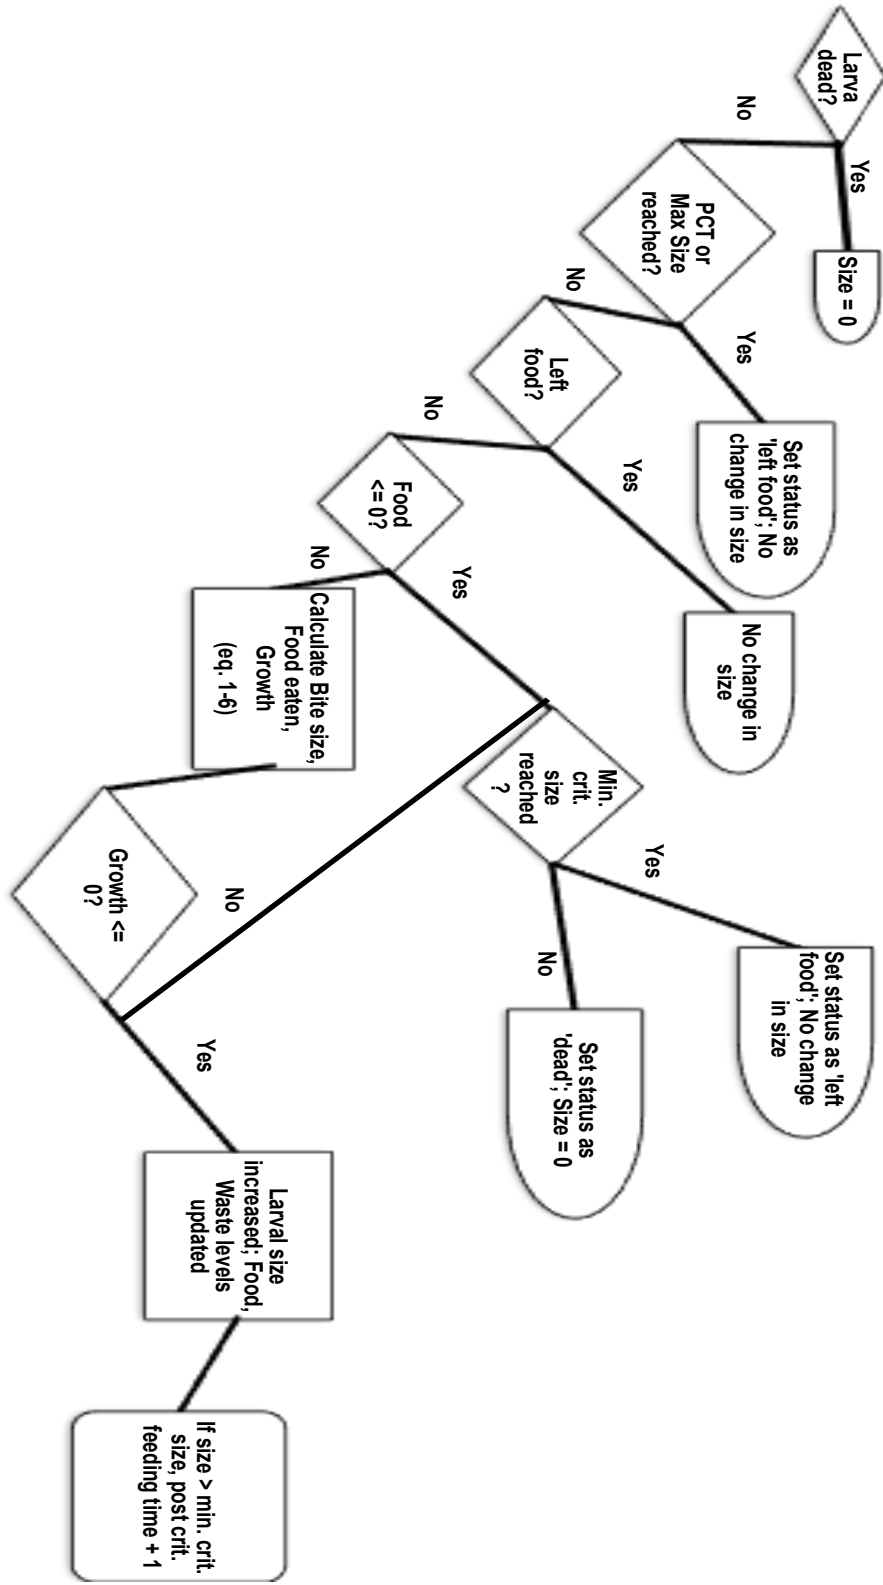 Larva
dead?
Yes
Size = 0
No
PCT or
Max Size
reached?
Yes
Set status as
'left food'; No
change in size
No
Left
food?
Yes
No change in
size
No
Food
<= 0?
Yes
Min.
crit.
size
reached
?
Yes
Set status as 'left
food'; No change
in size
No
Set status as
'dead'; Size = 0
No
Calculate Bite size,
Food eaten,
Growth
(eq. 1-6)
Growth <=
0?
No
Yes
Larval size
increased; Food,
Waste levels
updated
If size > min. crit.
size, post crit.
feeding time + 1